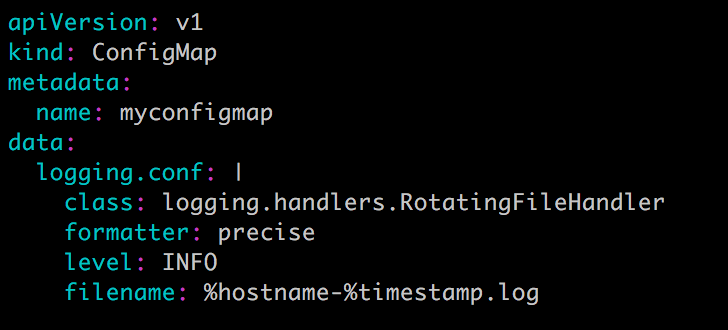 apiVersion: v1
kind: ConfigMap
metadata:
  name: myconfigmap
data:
  logging.conf: |
    class: logging.handlers.RotatingFileHandler
    formatter: precise
    level: INFO
    filename: %hostname-%timestamp.log